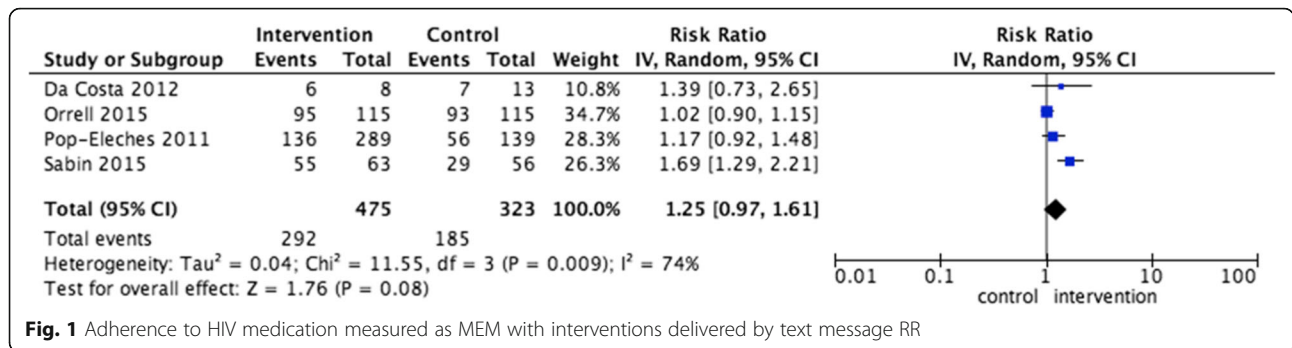 Intervention Control Risk Ratio Risk Ratio
Study or Subgroup Events Total Events Total Weight IV, Random, 95% CI IV, Random, 95% CI
Da Costa 2012 6 8 7 13 10.8% 1.39 [0.73, 2.65]
Orrell 2015 95 115 93 115 34.7% 1.02 [0.90, 1.15]
Pop-Eleches 2011 136 289 56 139 28.3% 1.17 [0.92, 1.48]
Sabin 2015 55 63 29 56 26.3% 1.69 [1.29, 2.21]
Total (95% CI) 475 323 100.0% 1.25 [0.97, 1.61]
Total events 292 185
Heterogeneity: Tau² = 0.04; Chi² = 11.55, df = 3 (P = 0.009); I² = 74%
Test for overall effect: Z = 1.76 (P = 0.08)
0.01 0.1 1 10 100
control intervention
Fig. 1 Adherence to HIV medication measured as MEM with interventions delivered by text message RR